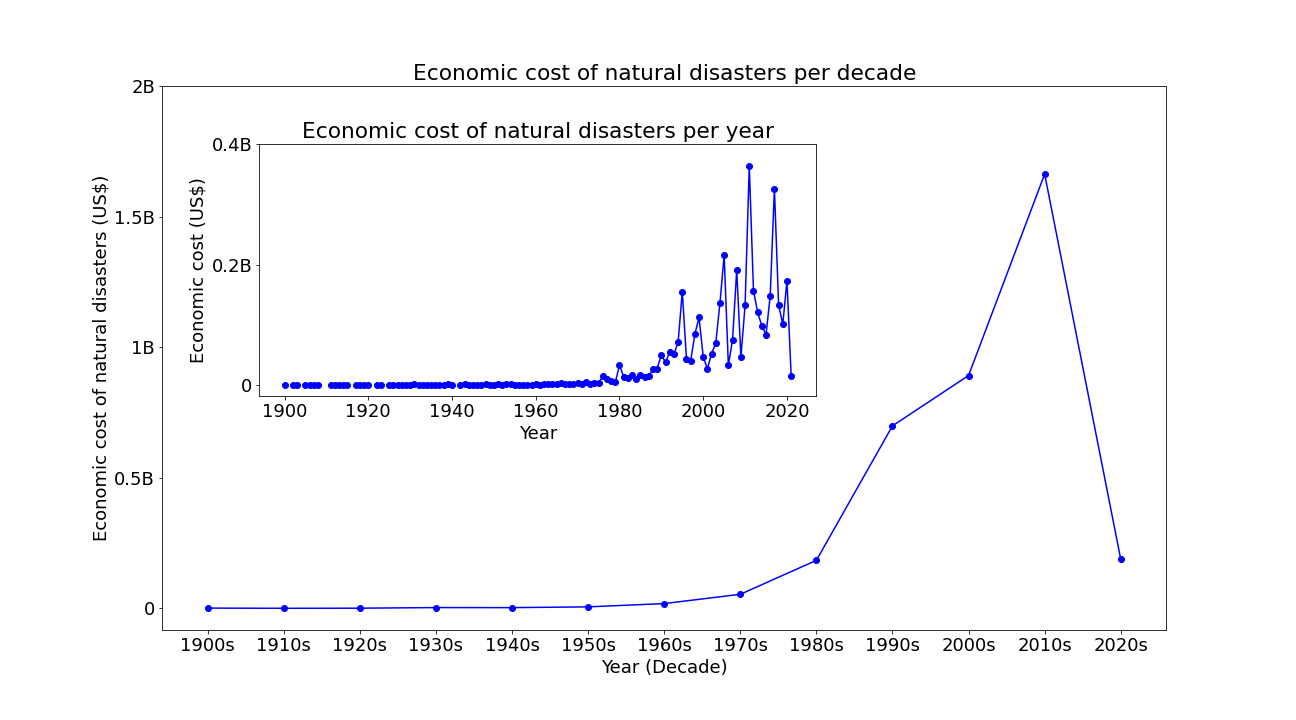 Economic cost of natural disasters per decade
2B
1.5B
1B
0.5B
0
Economic cost of natural disasters (US$)
Economic cost of natural disasters per year
0.4B
0.2B
0
Economic cost (US$)
1900 1920 1940 1960 1980 2000 2020
Year
1900s 1910s 1920s 1930s 1940s 1950s 1960s 1970s 1980s 1990s 2000s 2010s 2020s
Year (Decade)